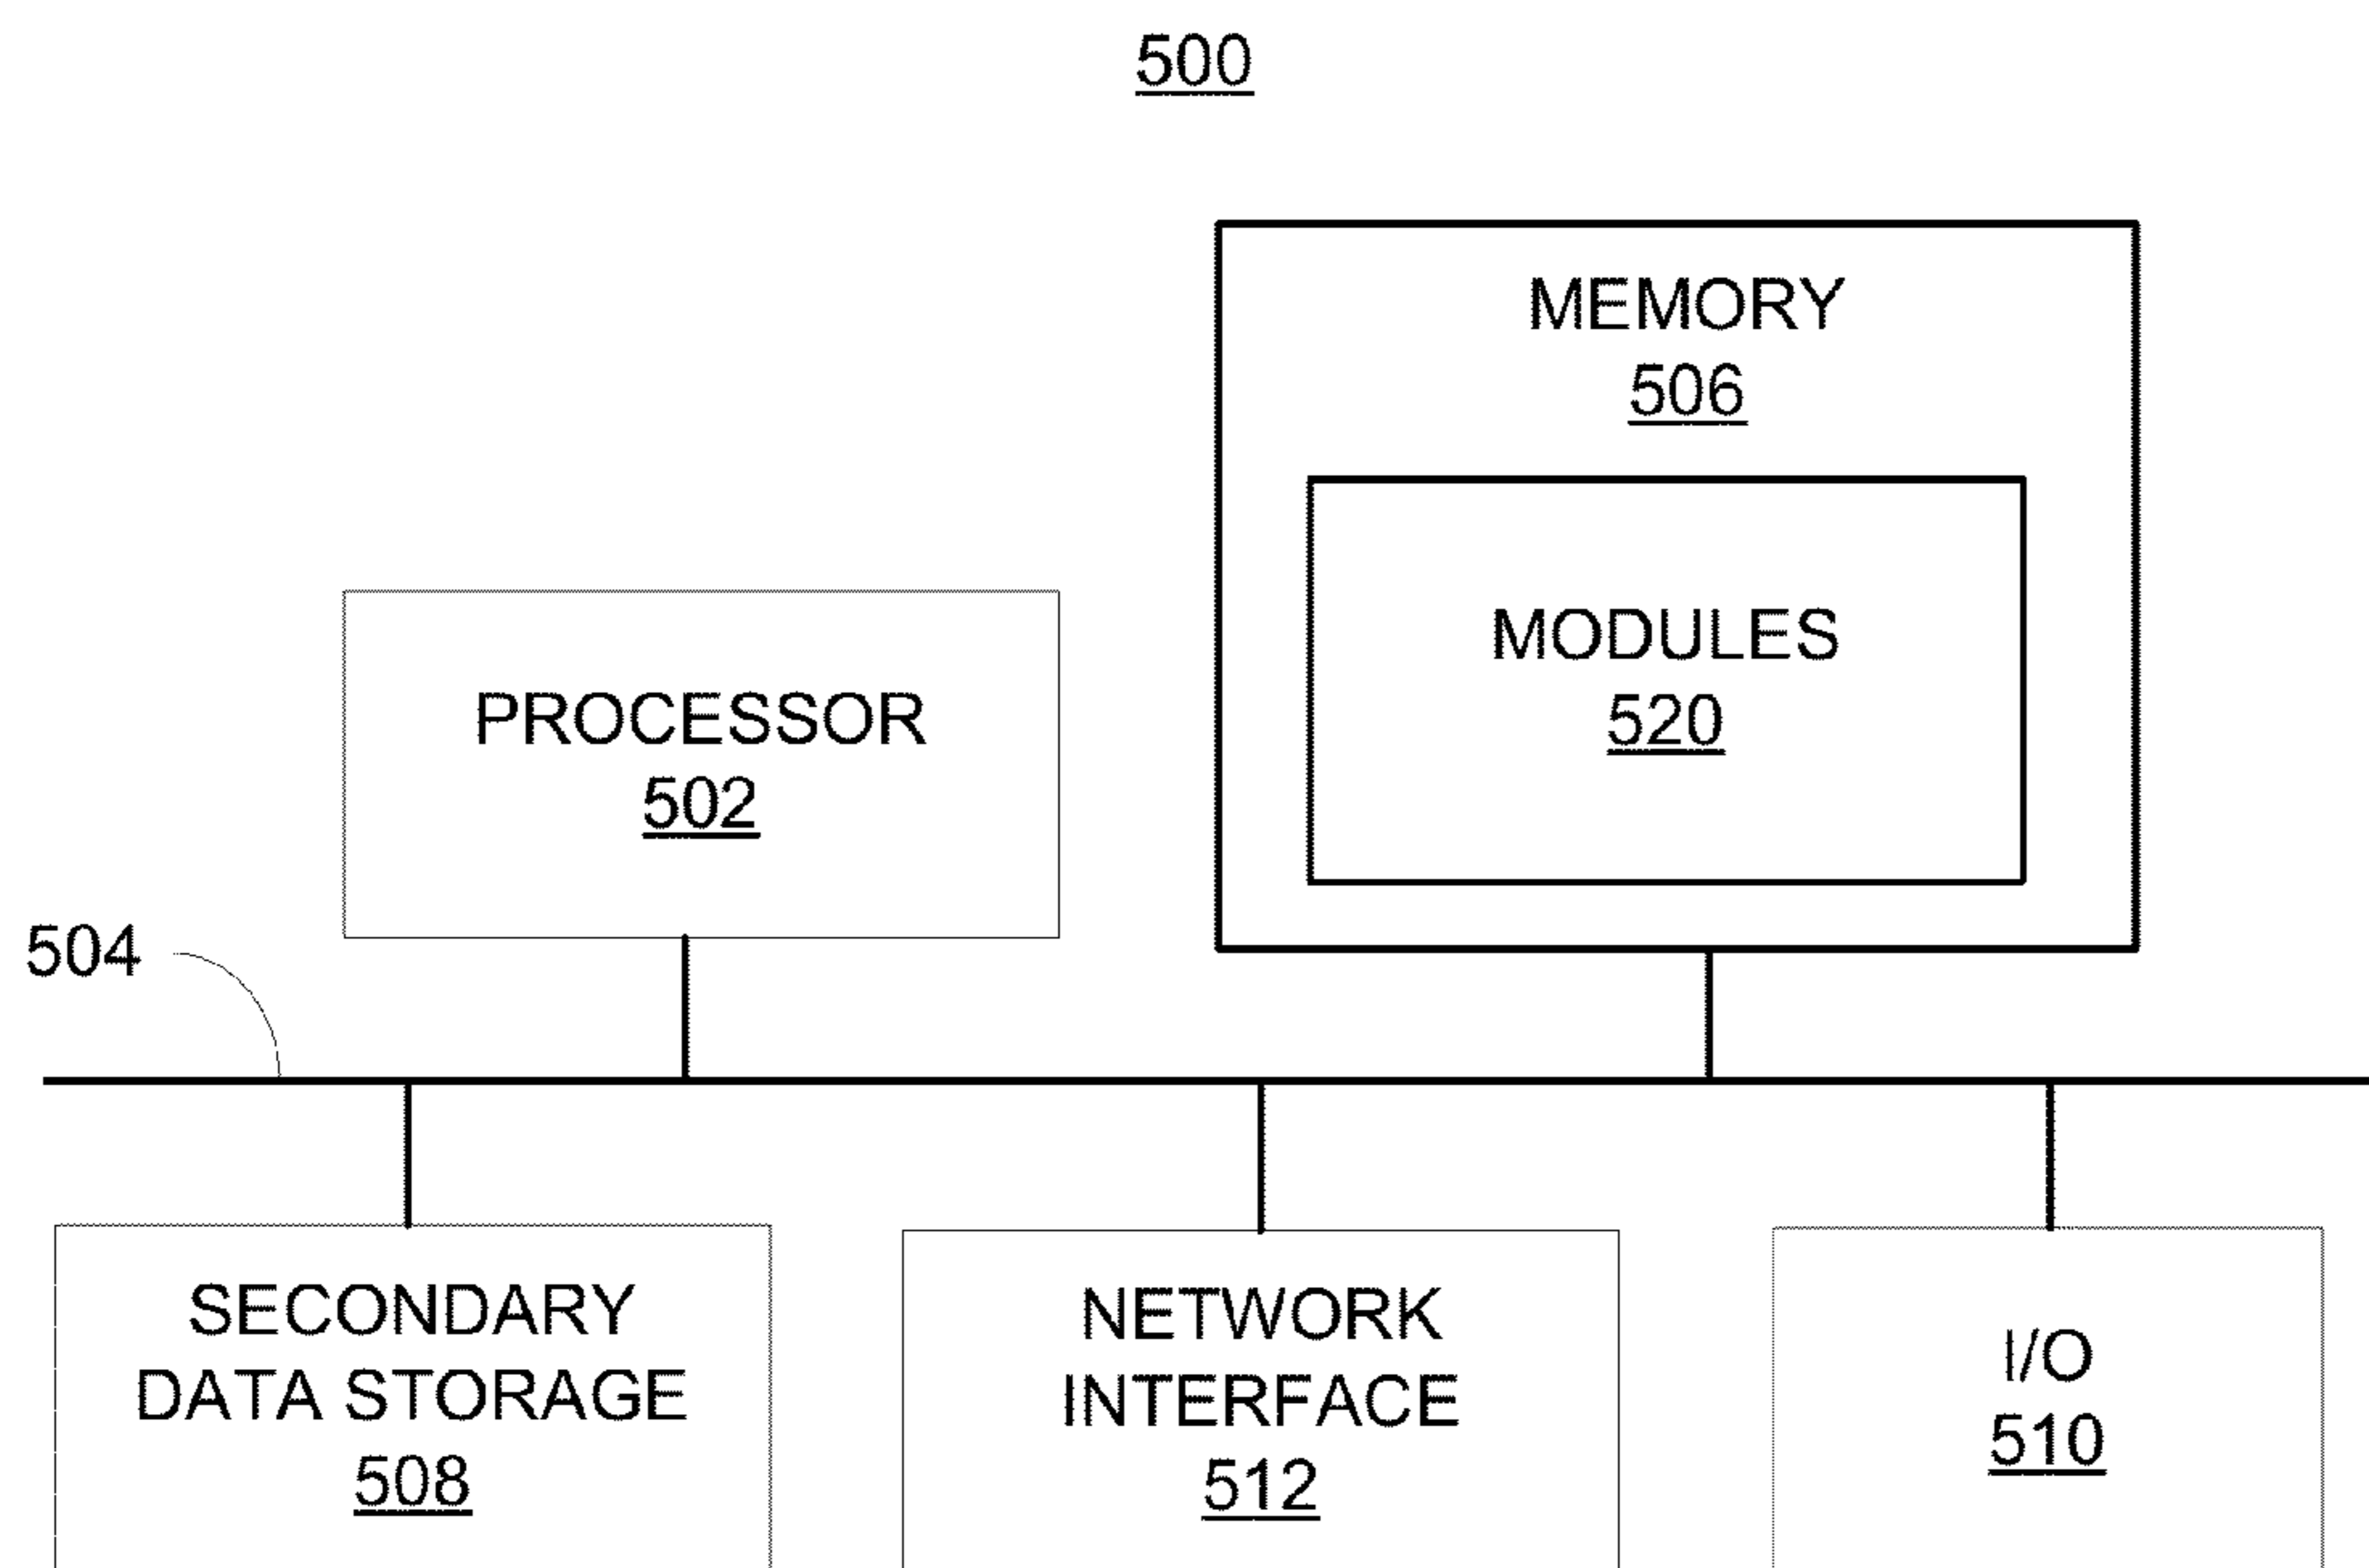 500
MEMORY
506
MODULES
520
PROCESSOR
502
504
SECONDARY
DATA STORAGE
508
NETWORK
INTERFACE
512
I/O
510